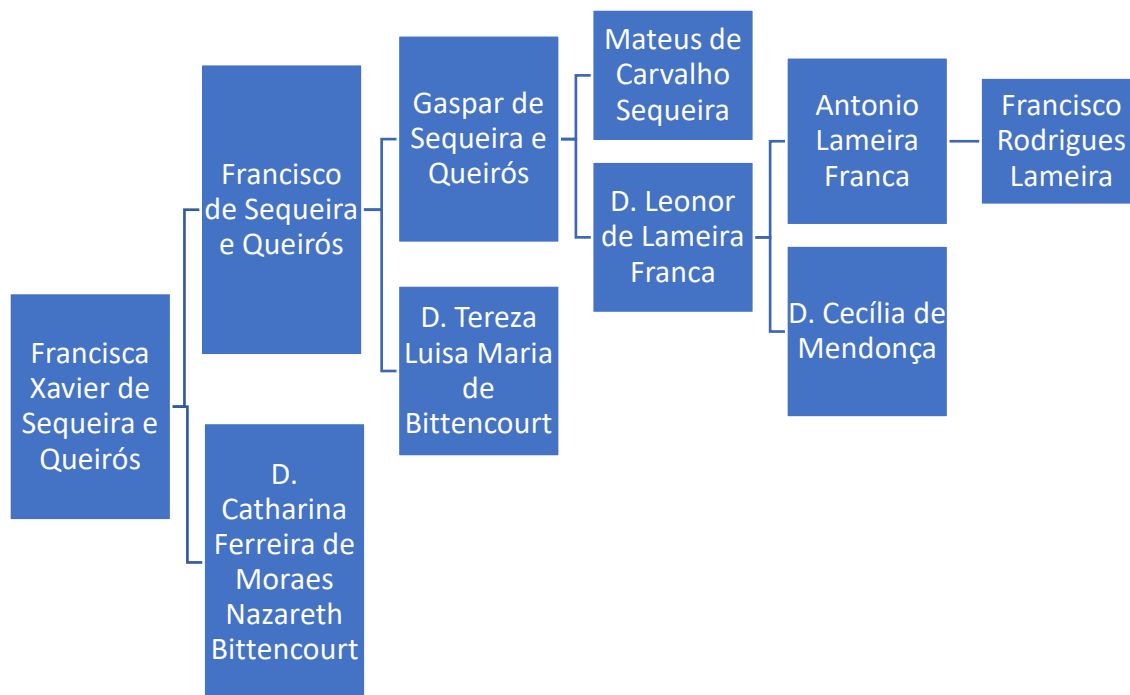 Francisca
Xavier de
Sequeira e
Queirós
Francisco
de Sequeira
e Queirós
D.
Catharina
Ferreira de
Moraes
Nazareth
Bittencourt
Gaspar de
Sequeira e
Queirós
D. Tereza
Luisa Maria
de
Bittencourt
Mateus de
Carvalho
Sequeira
D. Leonor
de Lameira
Franca
Antonio
Lameira
Franca
D. Cecília de
Mendonça
Francisco
Rodrigues
Lameira